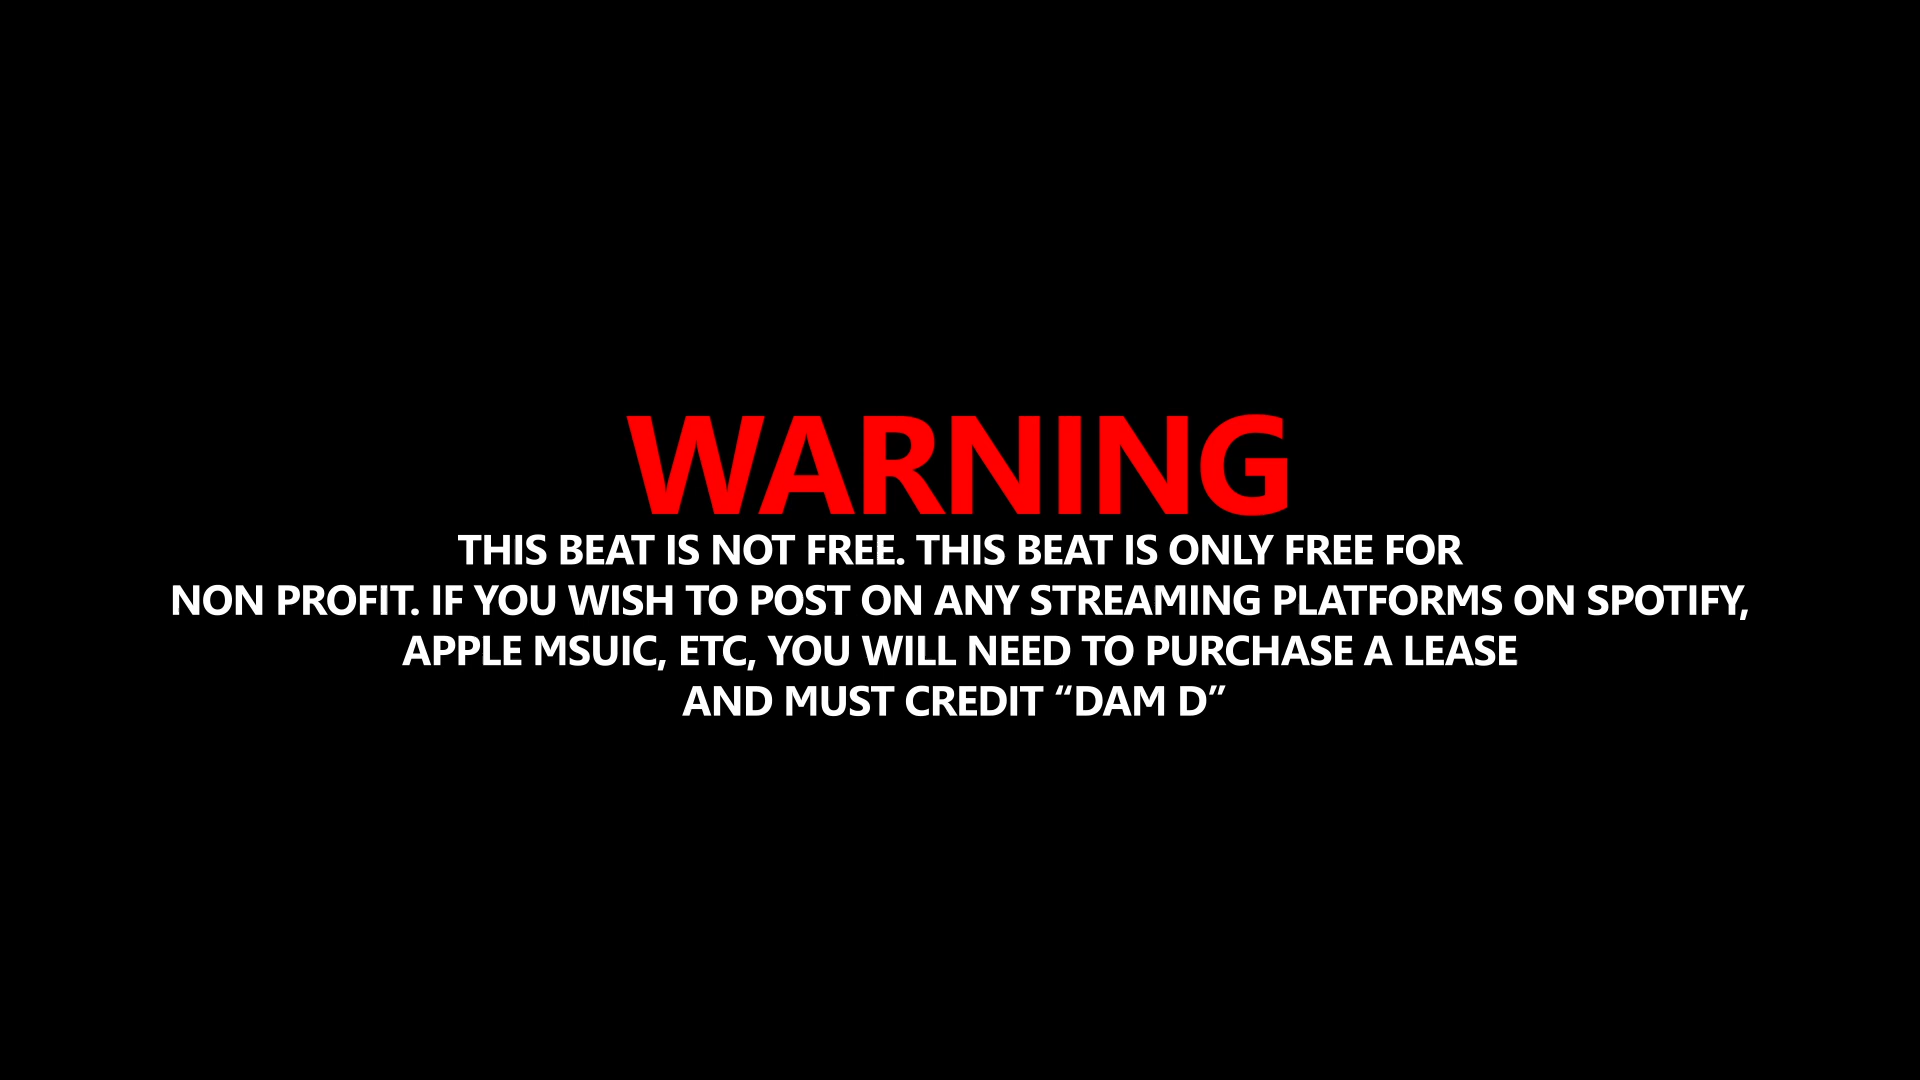 WARNING
THIS BEAT IS NOT FREE. THIS BEAT IS ONLY FREE FOR
NON PROFIT. IF YOU WISH TO POST ON ANY STREAMING PLATFORMS ON SPOTIFY,
APPLE MSUIC, ETC, YOU WILL NEED TO PURCHASE A LEASE
AND MUST CREDIT “DAM D”